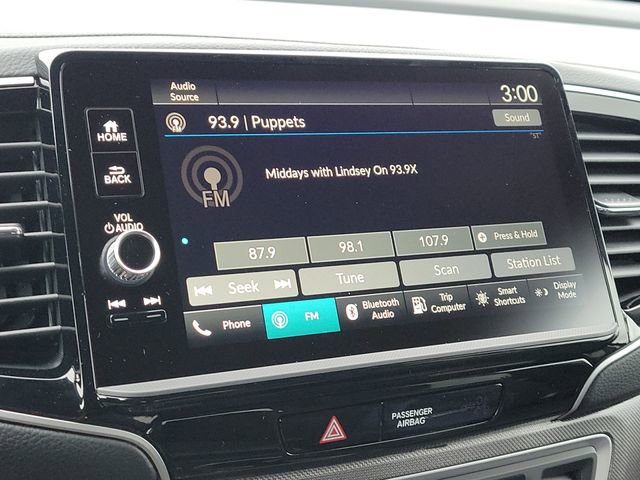 Audio
Source
3:00
93.9 | Puppets
Sound
"ST"
HOME
BACK
FM
Middays with Lindsey On 93.9X
VOL
AUDIO
87.9
98.1
107.9
+ Press & Hold
Seek
Tune
Scan
Station List
Phone
FM
Bluetooth
Audio
Trip
Computer
Smart
Shortcuts
Display
Mode
PASSENGER
AIRBAG